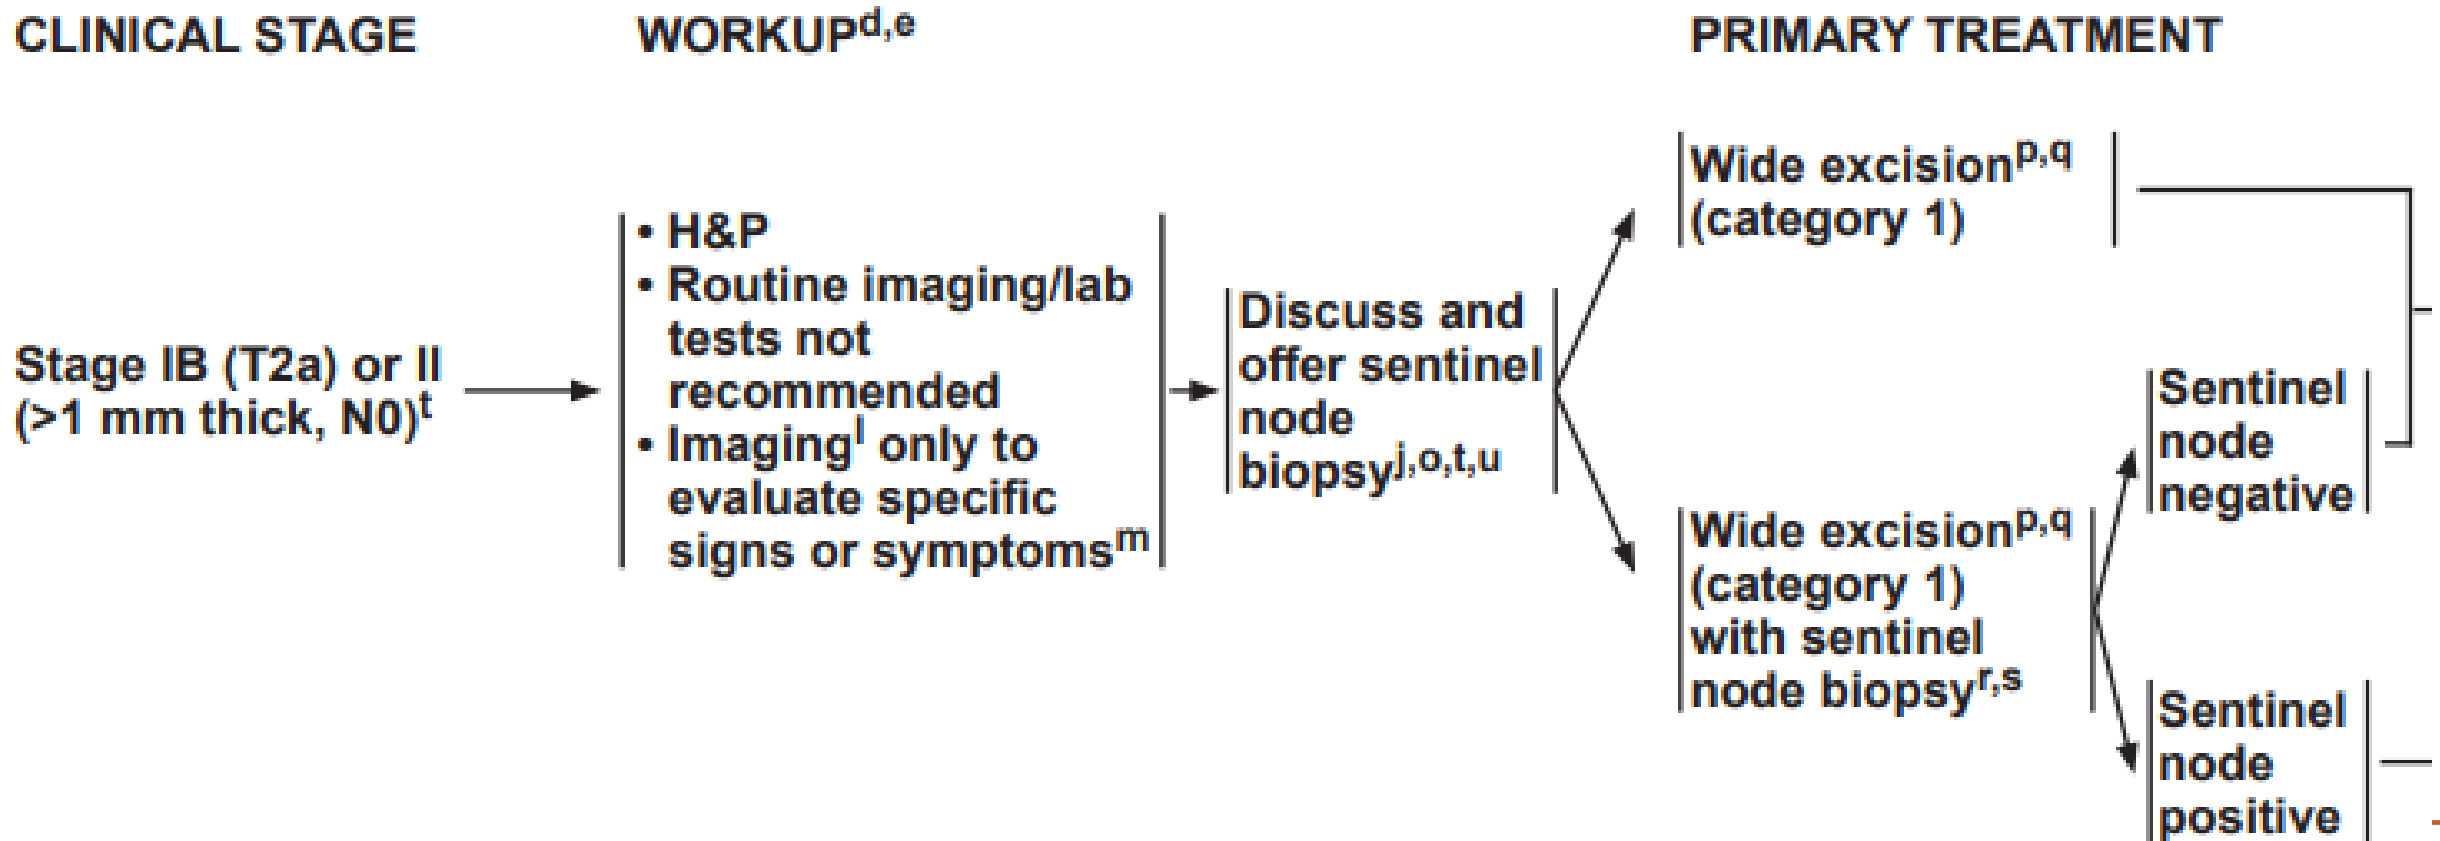 CLINICAL STAGE
WORKUPd,e
PRIMARY TREATMENT
Stage IB (T2a) or II
(>1 mm thick, N0)t
• H&P
• Routine imaging/lab
tests not
recommended
• Imagingl only to
evaluate specific
signs or symptomsm
Discuss and
offer sentinel
node
biopsyj,o,t,u
Wide excisionp,q
(category 1)
Wide excisionp,q
(category 1)
with sentinel
node biopsyr,s
Sentinel
node
negative
Sentinel
node
positive